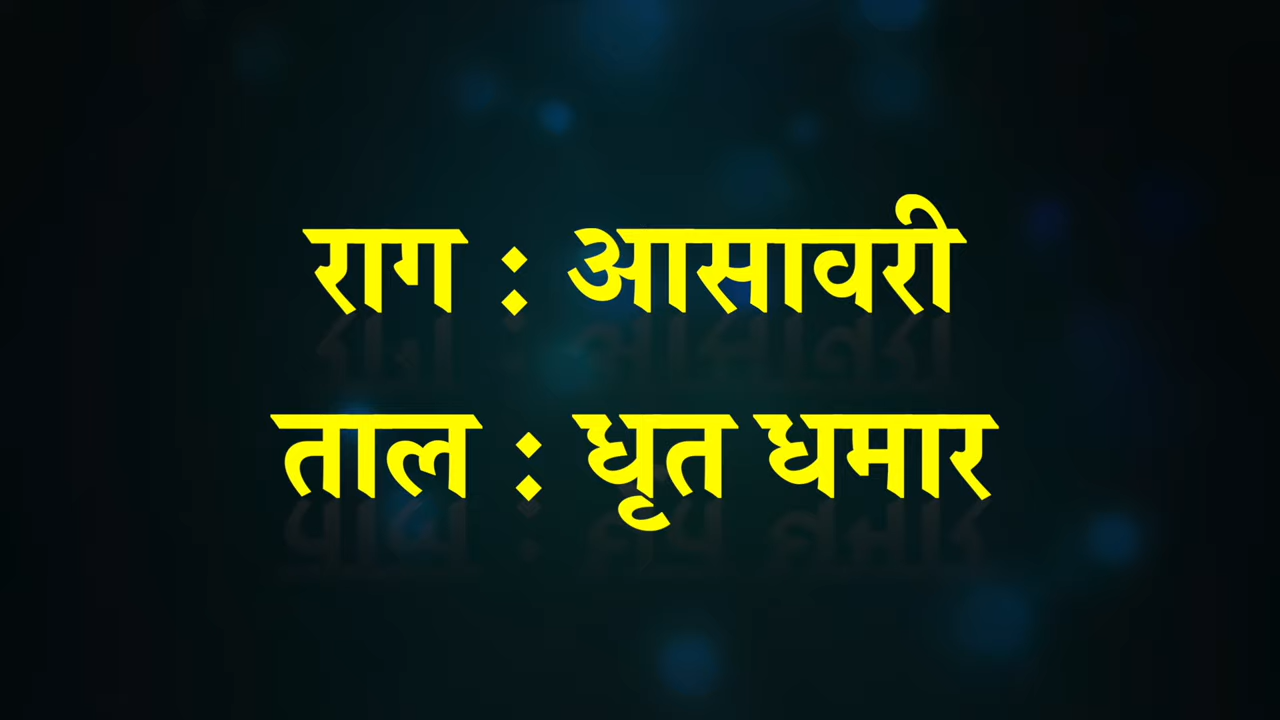 राग : आसावरी
ताल : धृत धमार